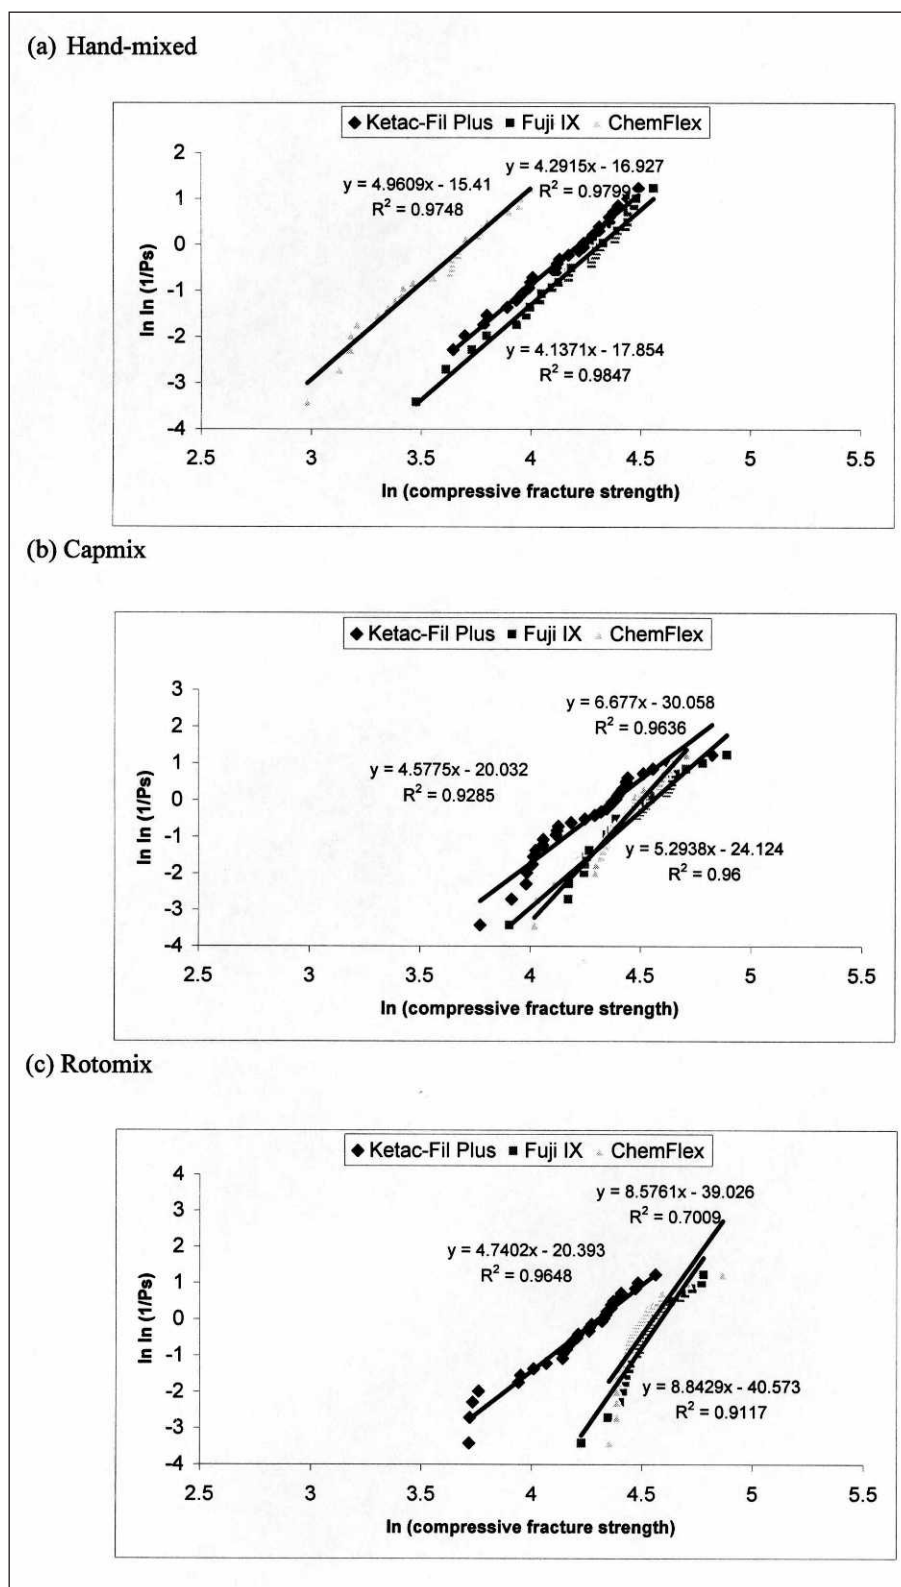 (a) Hand-mixed
◆ Ketac-Fil Plus ■ Fuji IX ▲ ChemFlex
y = 4.9609x - 15.41
R² = 0.9748
y = 4.2915x - 16.927
R² = 0.9799
y = 4.1371x - 17.854
R² = 0.9847
ln ln (1/Ps)
2
1
0
-1
-2
-3
-4
2.5 3 3.5 4 4.5 5 5.5
ln (compressive fracture strength)
(b) Capmix
◆ Ketac-Fil Plus ■ Fuji IX ▲ ChemFlex
y = 6.677x - 30.058
R² = 0.9636
y = 4.5775x - 20.032
R² = 0.9285
y = 5.2938x - 24.124
R² = 0.96
ln ln (1/Ps)
3
2
1
0
-1
-2
-3
-4
2.5 3 3.5 4 4.5 5 5.5
ln (compressive fracture strength)
(c) Rotomix
◆ Ketac-Fil Plus ■ Fuji IX ▲ ChemFlex
y = 8.5761x - 39.026
R² = 0.7009
y = 4.7402x - 20.393
R² = 0.9648
y = 8.8429x - 40.573
R² = 0.9117
ln ln (1/Ps)
4
3
2
1
0
-1
-2
-3
-4
2.5 3 3.5 4 4.5 5 5.5
ln (compressive fracture strength)